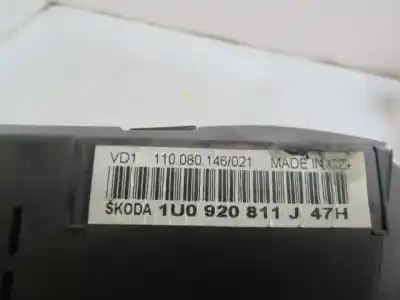 VD1 110.080.146/021 MADE IN CZ
ŠKODA 1U0 920 811 J 47H